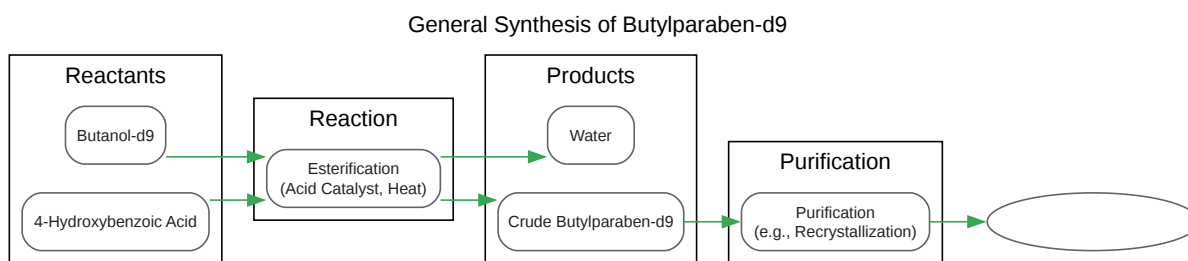 General Synthesis of Butylparaben-d9
Reactants
Butanol-d9
4-Hydroxybenzoic Acid
Reaction
Esterification
(Acid Catalyst, Heat)
Products
Water
Crude Butylparaben-d9
Purification
Purification
(e.g., Recrystallization)